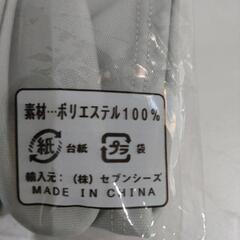 素材…ポリエステル100%
紙 台紙 プラ 袋
輸入元：（株）セブンシーズ
MADE IN CHINA